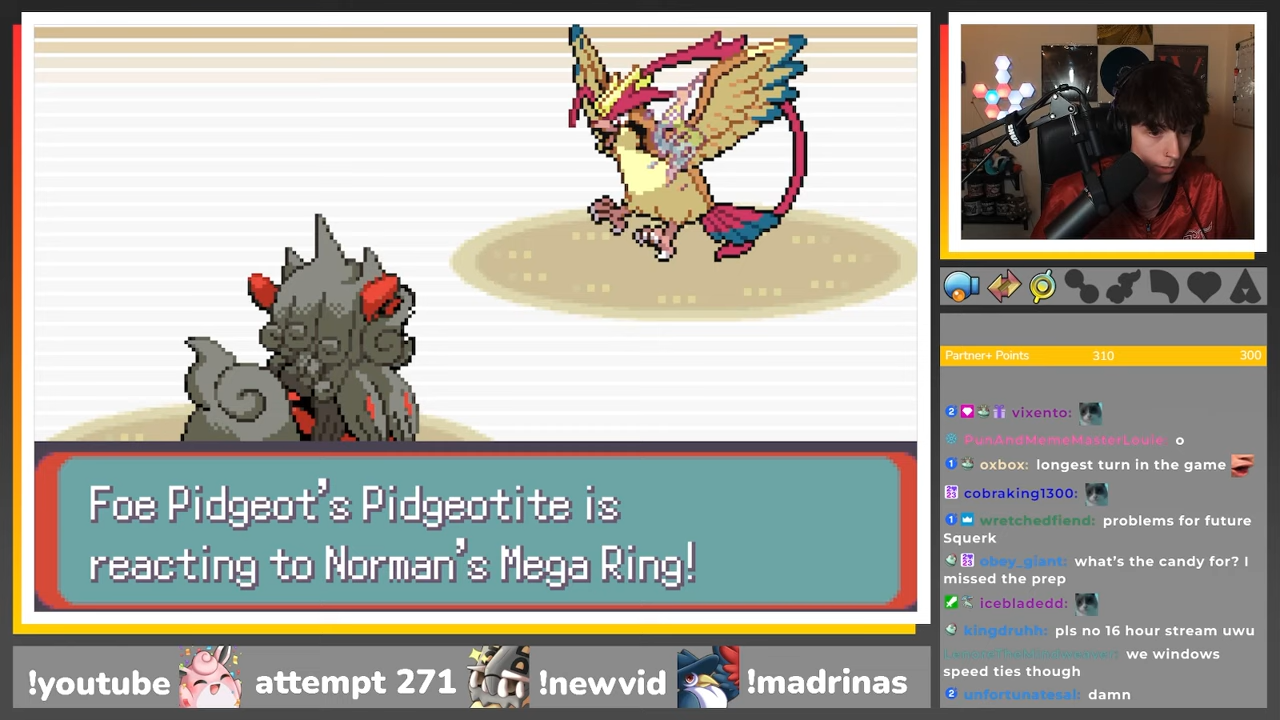 Foe Pidgeot's Pidgeotite is
reacting to Norman's Mega Ring!
Partner+ Points 310 300
vixento:
PunAndMemeMasterLouie: o
oxbox: longest turn in the game
cobraking1300:
wretchedfiend: problems for future
Squerk
obey_giant: what's the candy for? I
missed the prep
icebladedd:
kingdruhh: pls no 16 hour stream uwu
we windows
speed ties though
unfortunatesal: damn
!youtube attempt 271 !newvid !madrinas